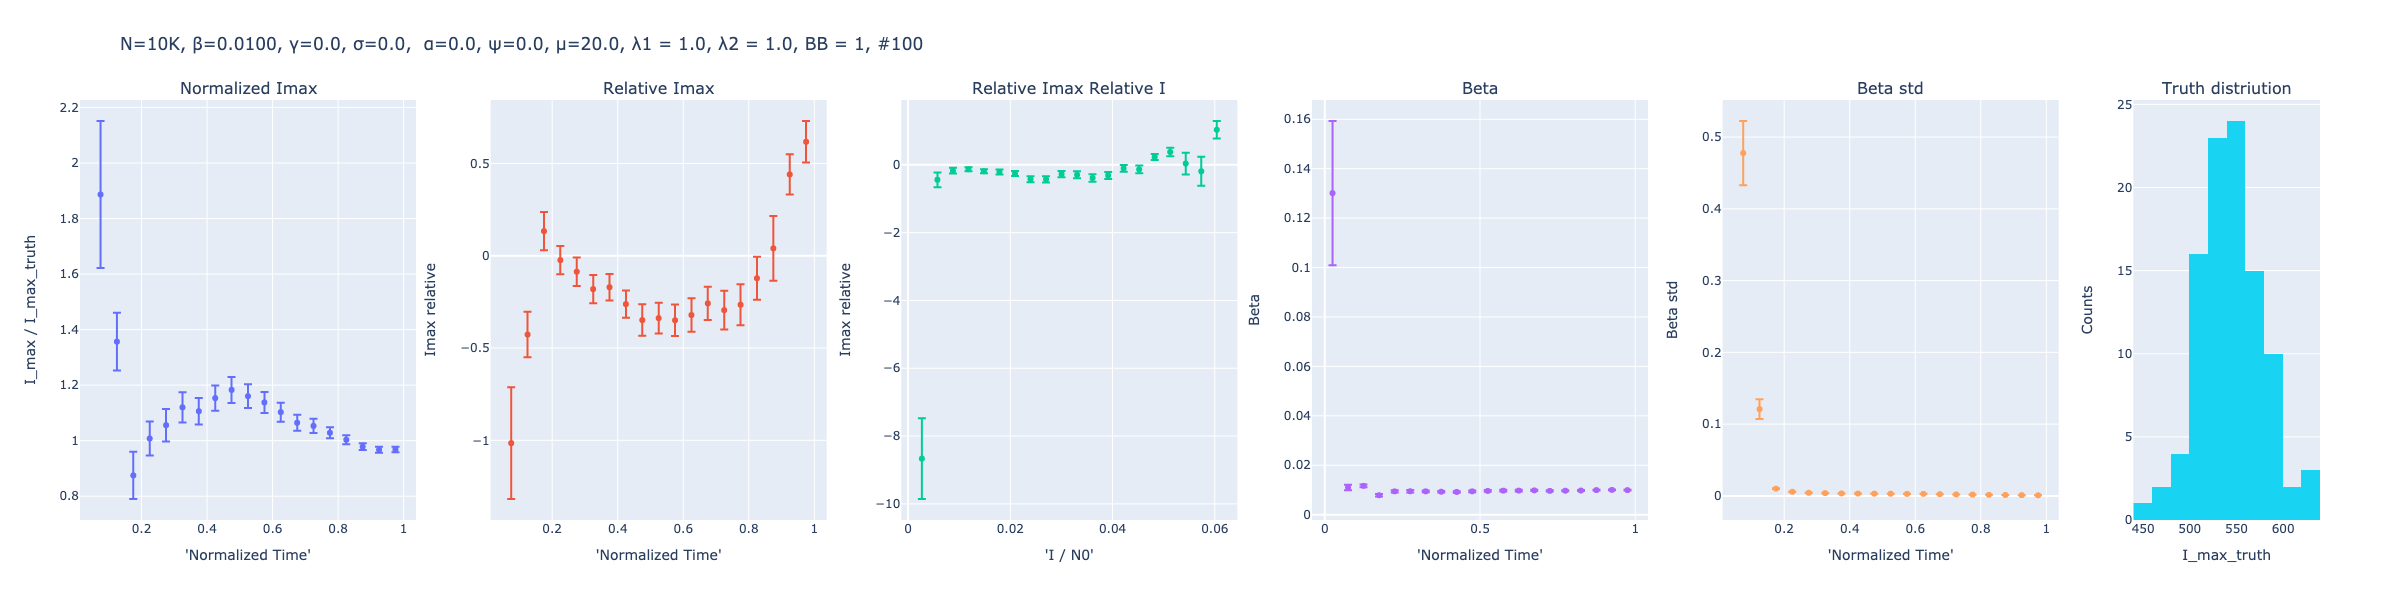 N=10K, β=0.0100, γ=0.0, σ=0.0,  α=0.0, ψ=0.0, μ=20.0, λ1 = 1.0, λ2 = 1.0, BB = 1, #100
Normalized Imax
2.2
2
1.8
1.6
1.4
1.2
1
0.8
I_max / I_max_truth
0.2 0.4 0.6 0.8 1
'Normalized Time'
Relative Imax
0.5
0
−0.5
−1
Imax relative
0.2 0.4 0.6 0.8 1
'Normalized Time'
Relative Imax Relative I
0
−2
−4
−6
−8
−10
Imax relative
0 0.02 0.04 0.06
'I / N0'
Beta
0.16
0.14
0.12
0.1
0.08
0.06
0.04
0.02
0
Beta
0 0.5 1
'Normalized Time'
Beta std
0.5
0.4
0.3
0.2
0.1
0
Beta std
0.2 0.4 0.6 0.8 1
'Normalized Time'
Truth distriution
25
20
15
10
5
0
Counts
450 500 550 600
I_max_truth